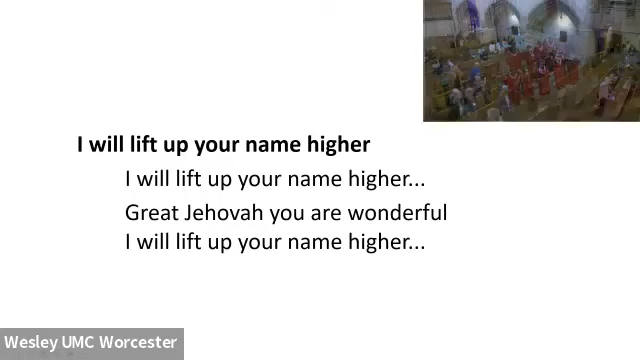 I will lift up your name higher
I will lift up your name higher...
Great Jehovah you are wonderful
I will lift up your name higher...
Wesley UMC Worcester